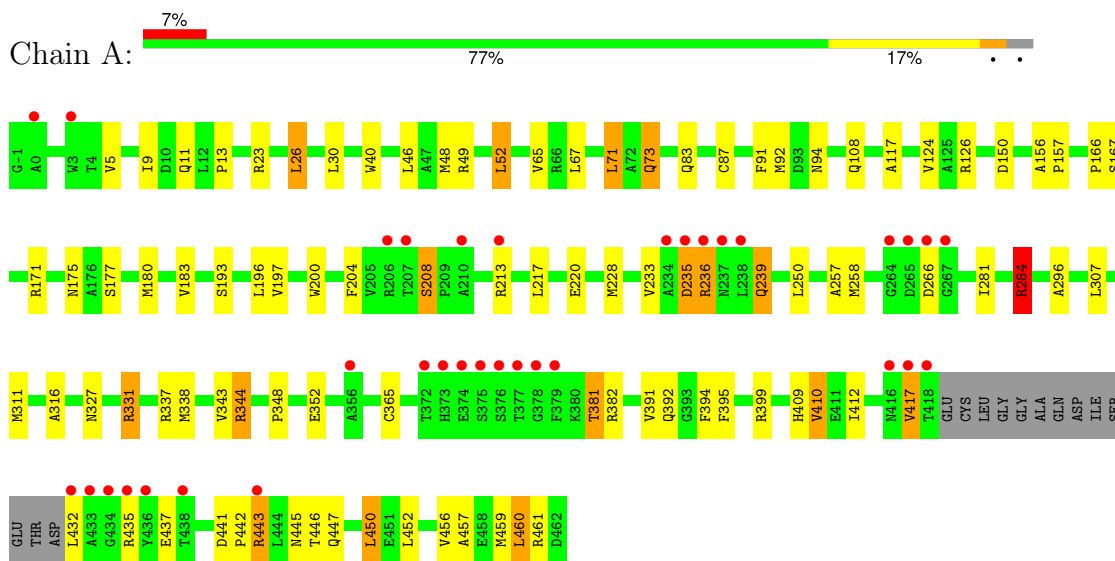 7%
Chain A:
77% 17% • •
G-1 A0 W3 T4 V5 I9 D10 Q11 L12 P13 R23 L26 L30 W40 L46 A47 M48 R49 L52 V65 R66 L67 L71 A72 Q73 Q83 C87 F91 M92 D93 N94 Q108 A117 V124 A125 R126 D150 A156 P157 P166 S167
R171 N175 A176 S177 M180 V183 S193 L196 V197 W200 F204 V205 R206 T207 S208 P209 A210 R213 L217 E220 M228 V233 A234 D235 R236 N237 L238 Q239 L250 A257 M258 G264 D265 D266 G267 I281 R284 A296 L307
M311 A316 N327 R331 R337 M338 V343 R344 P348 E352 A356 C365 T372 H373 E374 S375 S376 T377 G378 F379 K380 T381 R382 V391 Q392 G393 F394 F395 R399 H409 V410 E411 I412 N416 V417 T418 GLU CYS LEU GLY GLY ALA GLN ASP ILE SER
GLU THR ASP L432 A433 G434 R435 Y436 E437 T438 D441 P442 R443 L444 N445 T446 Q447 L450 E451 L452 V456 A457 E458 M459 L460 R461 D462